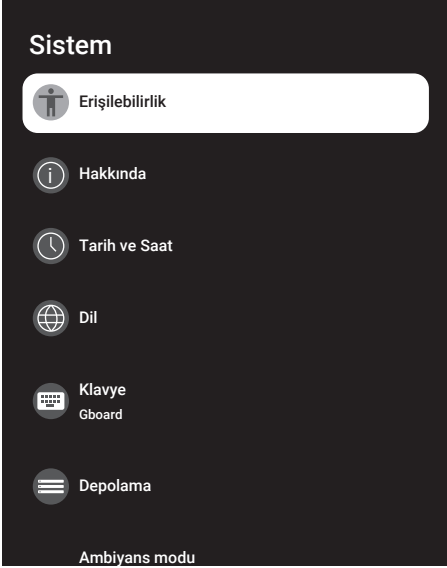 Sistem
Erişilebilirlik
Hakkında
Tarih ve Saat
Dil
Klavye
Gboard
Depolama
Ambiyans modu